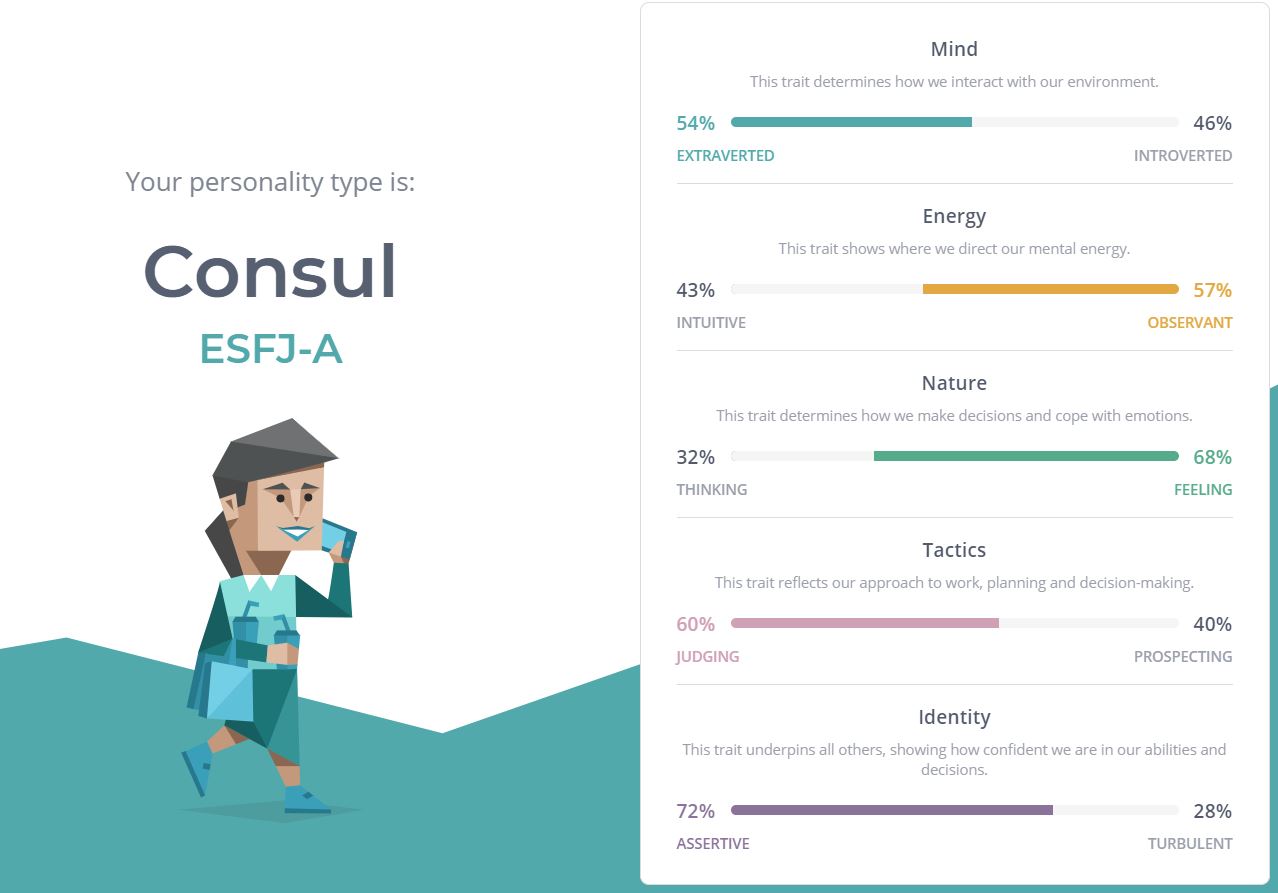 Your personality type is:
Consul
ESFJ-A
Mind
This trait determines how we interact with our environment.
54% 46%
EXTRAVERTED INTROVERTED
Energy
This trait shows where we direct our mental energy.
43% 57%
INTUITIVE OBSERVANT
Nature
This trait determines how we make decisions and cope with emotions.
32% 68%
THINKING FEELING
Tactics
This trait reflects our approach to work, planning and decision-making.
60% 40%
JUDGING PROSPECTING
Identity
This trait underpins all others, showing how confident we are in our abilities and
decisions.
72% 28%
ASSERTIVE TURBULENT